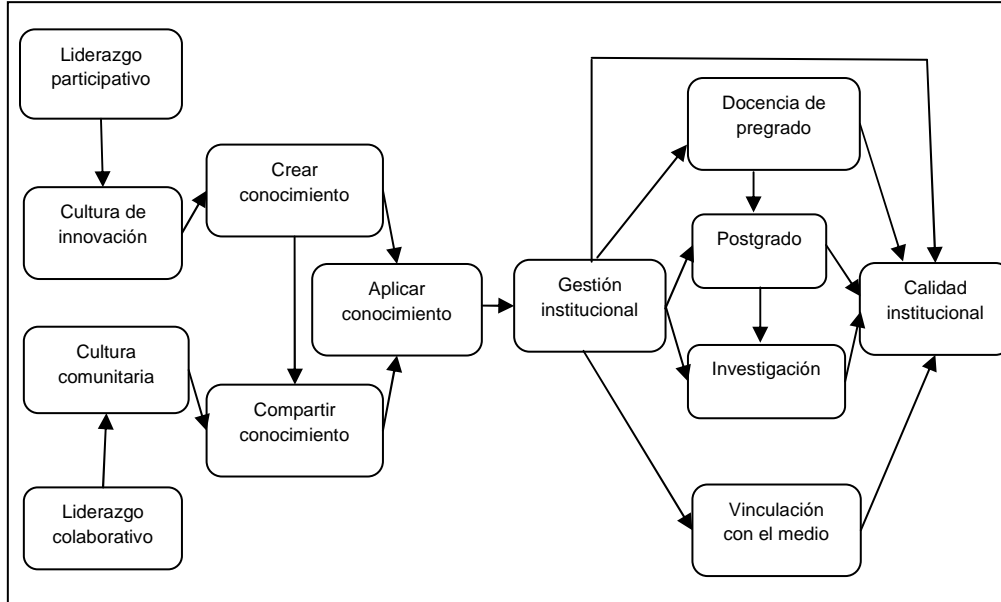 Liderazgo
participativo
Cultura de
innovación
Cultura
comunitaria
Liderazgo
colaborativo
Crear
conocimiento
Compartir
conocimiento
Aplicar
conocimiento
Gestión
institucional
Docencia de
pregrado
Postgrado
Investigación
Vinculación
con el medio
Calidad
institucional